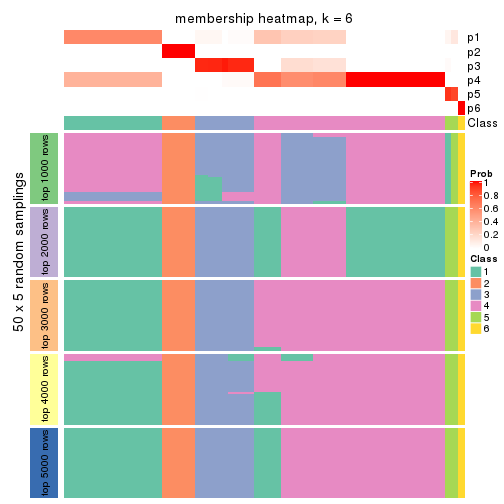 membership heatmap, k = 6
p1
p2
p3
p4
p5
p6
Class
50 x 5 random samplings
top 1000 rows
top 2000 rows
top 3000 rows
top 4000 rows
top 5000 rows
Prob
1
0.8
0.6
0.4
0.2
0
Class
1
2
3
4
5
6